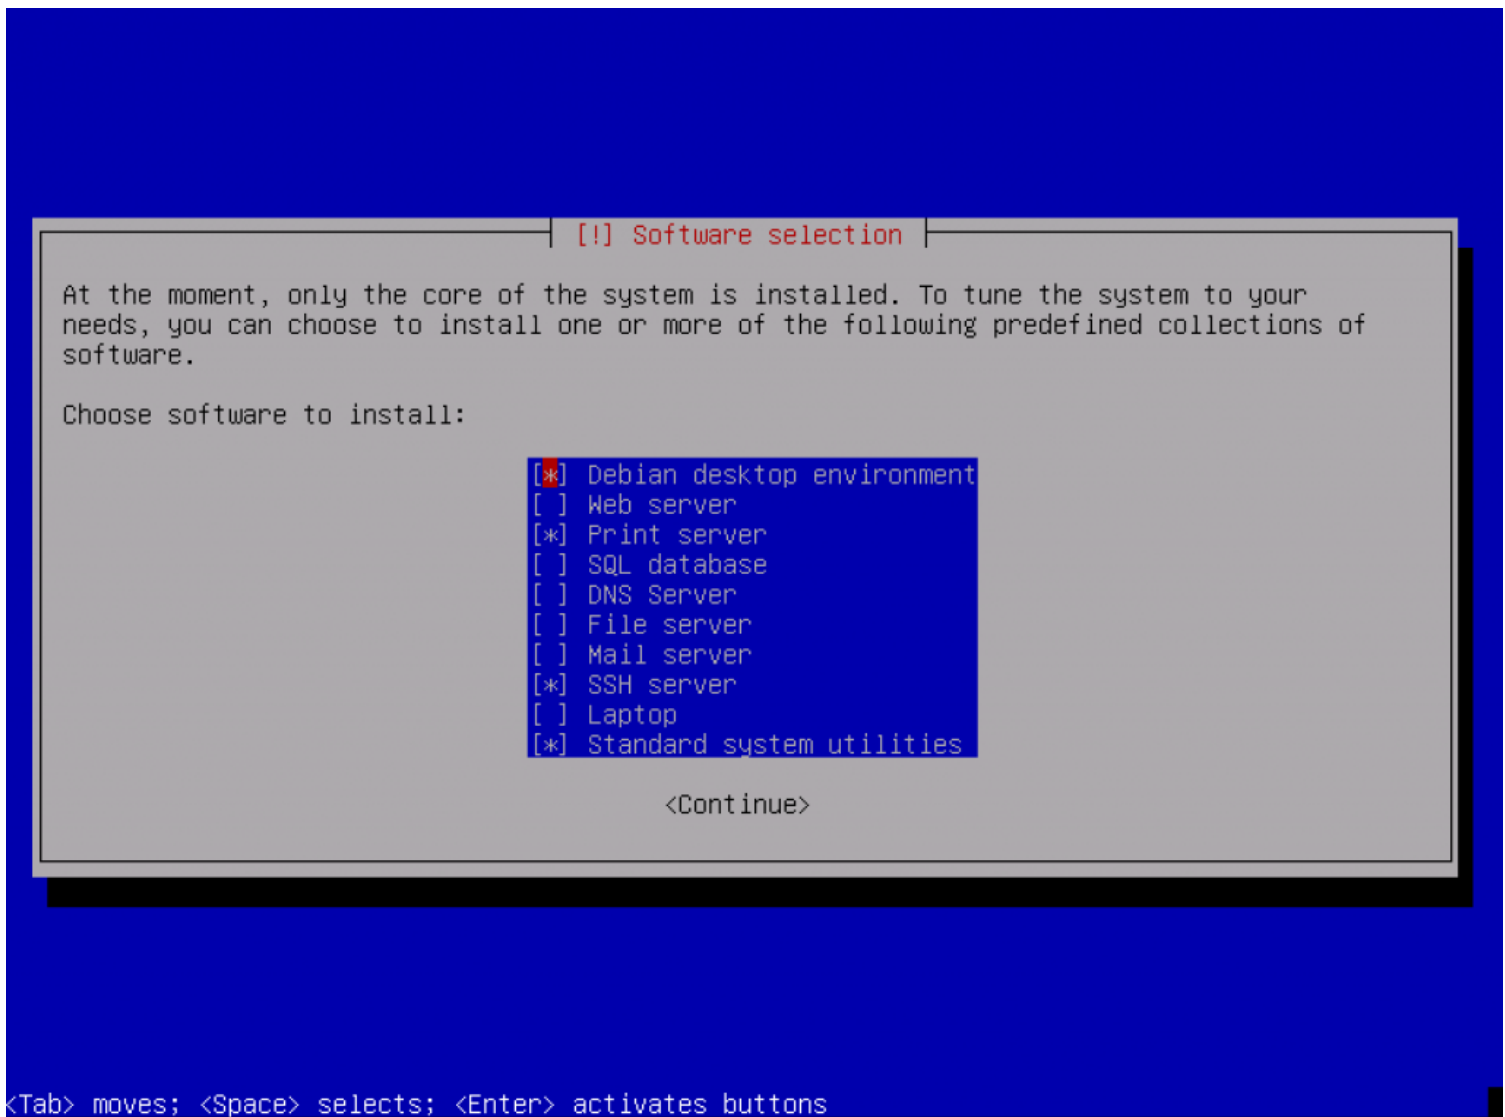 [!] Software selection
At the moment, only the core of the system is installed. To tune the system to your
needs, you can choose to install one or more of the following predefined collections of
software.
Choose software to install:
[*] Debian desktop environment
[ ] Web server
[*] Print server
[ ] SQL database
[ ] DNS Server
[ ] File server
[ ] Mail server
[*] SSH server
[ ] Laptop
[*] Standard system utilities
<Continue>
<Tab> moves; <Space> selects; <Enter> activates buttons